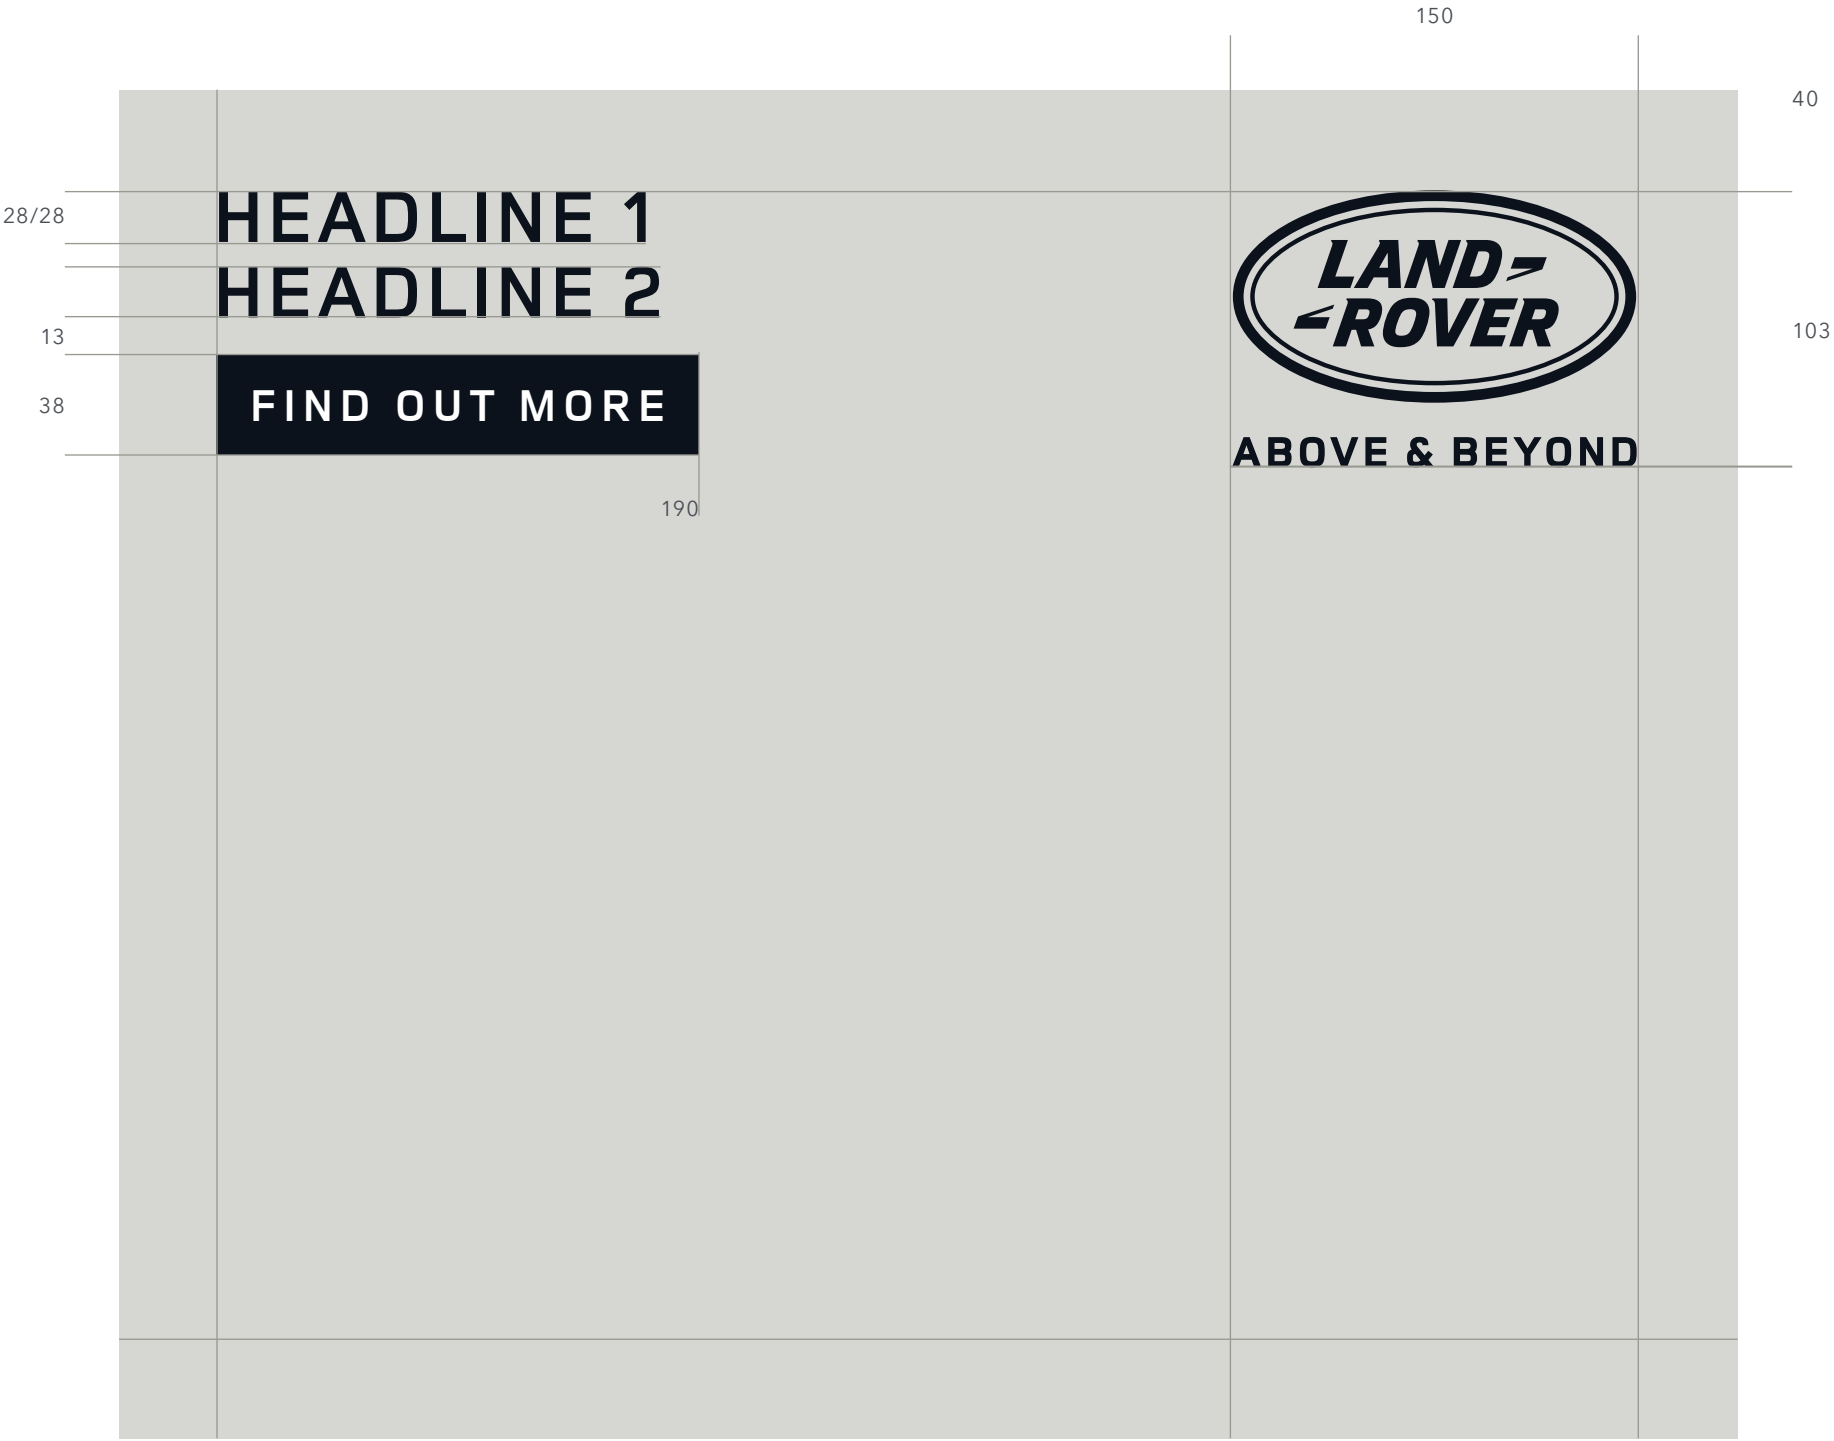 150
40
28/28
HEADLINE 1
HEADLINE 2
13
FIND OUT MORE
38
190
LAND
ROVER
103
ABOVE & BEYOND